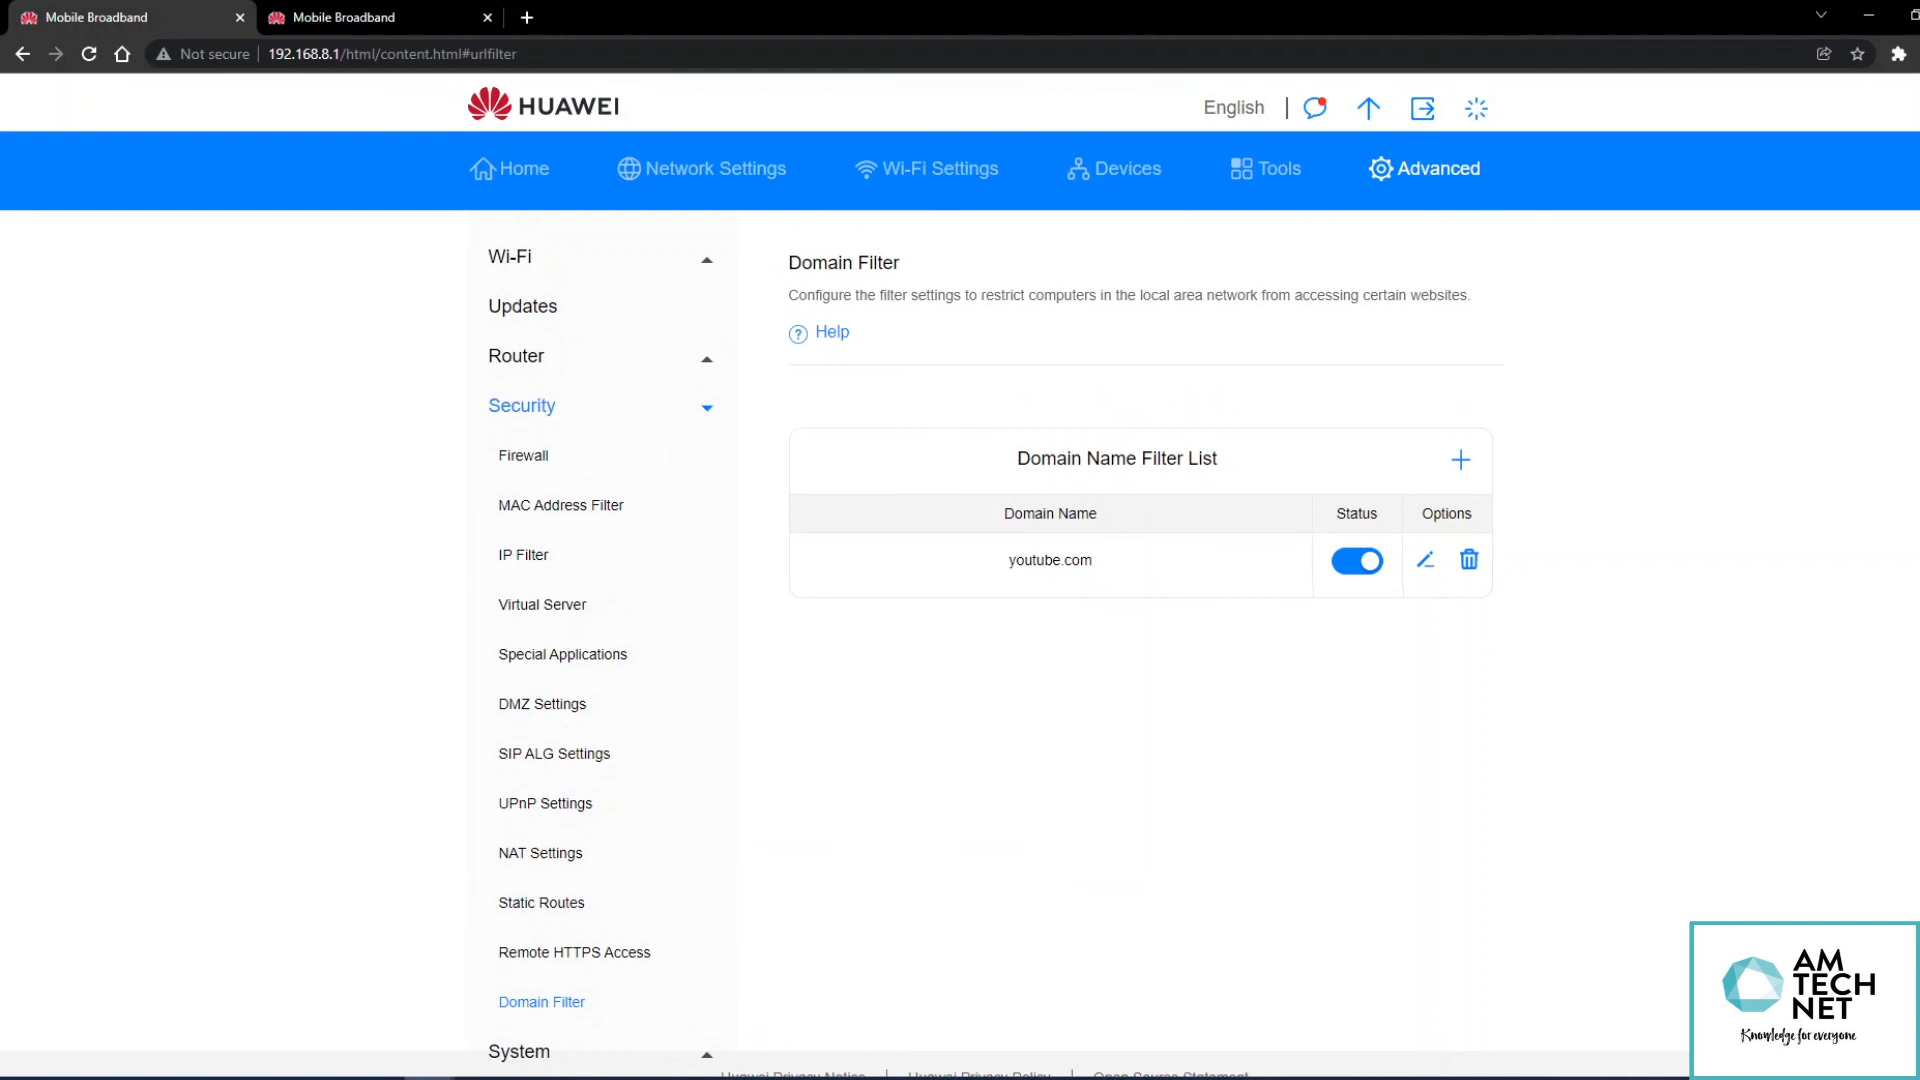 Mobile Broadband
Mobile Broadband
Not secure
192.168.8.1/html/content.html#urlfilter
HUAWEI
English
Home
Network Settings
Wi-Fi Settings
Devices
Tools
Advanced
Wi-Fi
Updates
Router
Security
Firewall
MAC Address Filter
IP Filter
Virtual Server
Special Applications
DMZ Settings
SIP ALG Settings
UPnP Settings
NAT Settings
Static Routes
Remote HTTPS Access
Domain Filter
System
Domain Filter
Configure the filter settings to restrict computers in the local area network from accessing certain websites.
? Help
Domain Name Filter List
Domain Name
Status
Options
youtube.com
Huawei Privacy Notice | Huawei Privacy Policy | Open Source Statement
AM
TECH
NET
Knowledge for everyone